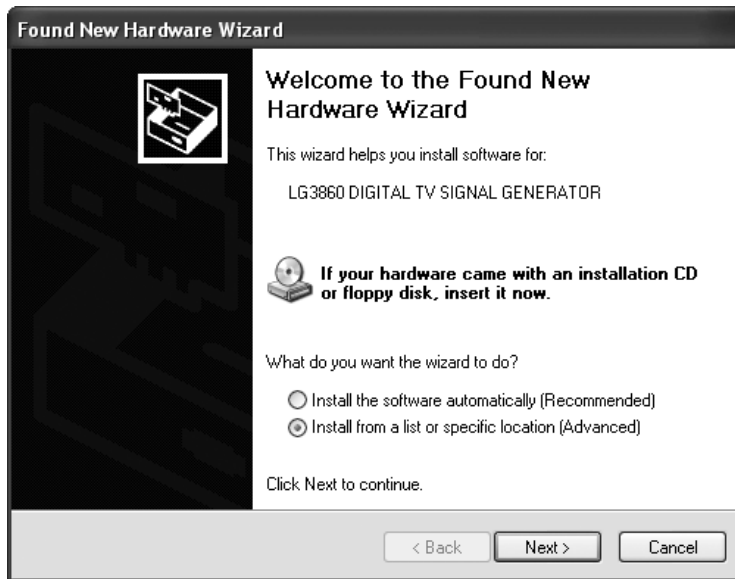 Found New Hardware Wizard
Welcome to the Found New
Hardware Wizard
This wizard helps you install software for:
LG3860 DIGITAL TV SIGNAL GENERATOR
If your hardware came with an installation CD
or floppy disk, insert it now.
What do you want the wizard to do?
Install the software automatically (Recommended)
Install from a list or specific location (Advanced)
Click Next to continue.
< Back Next > Cancel